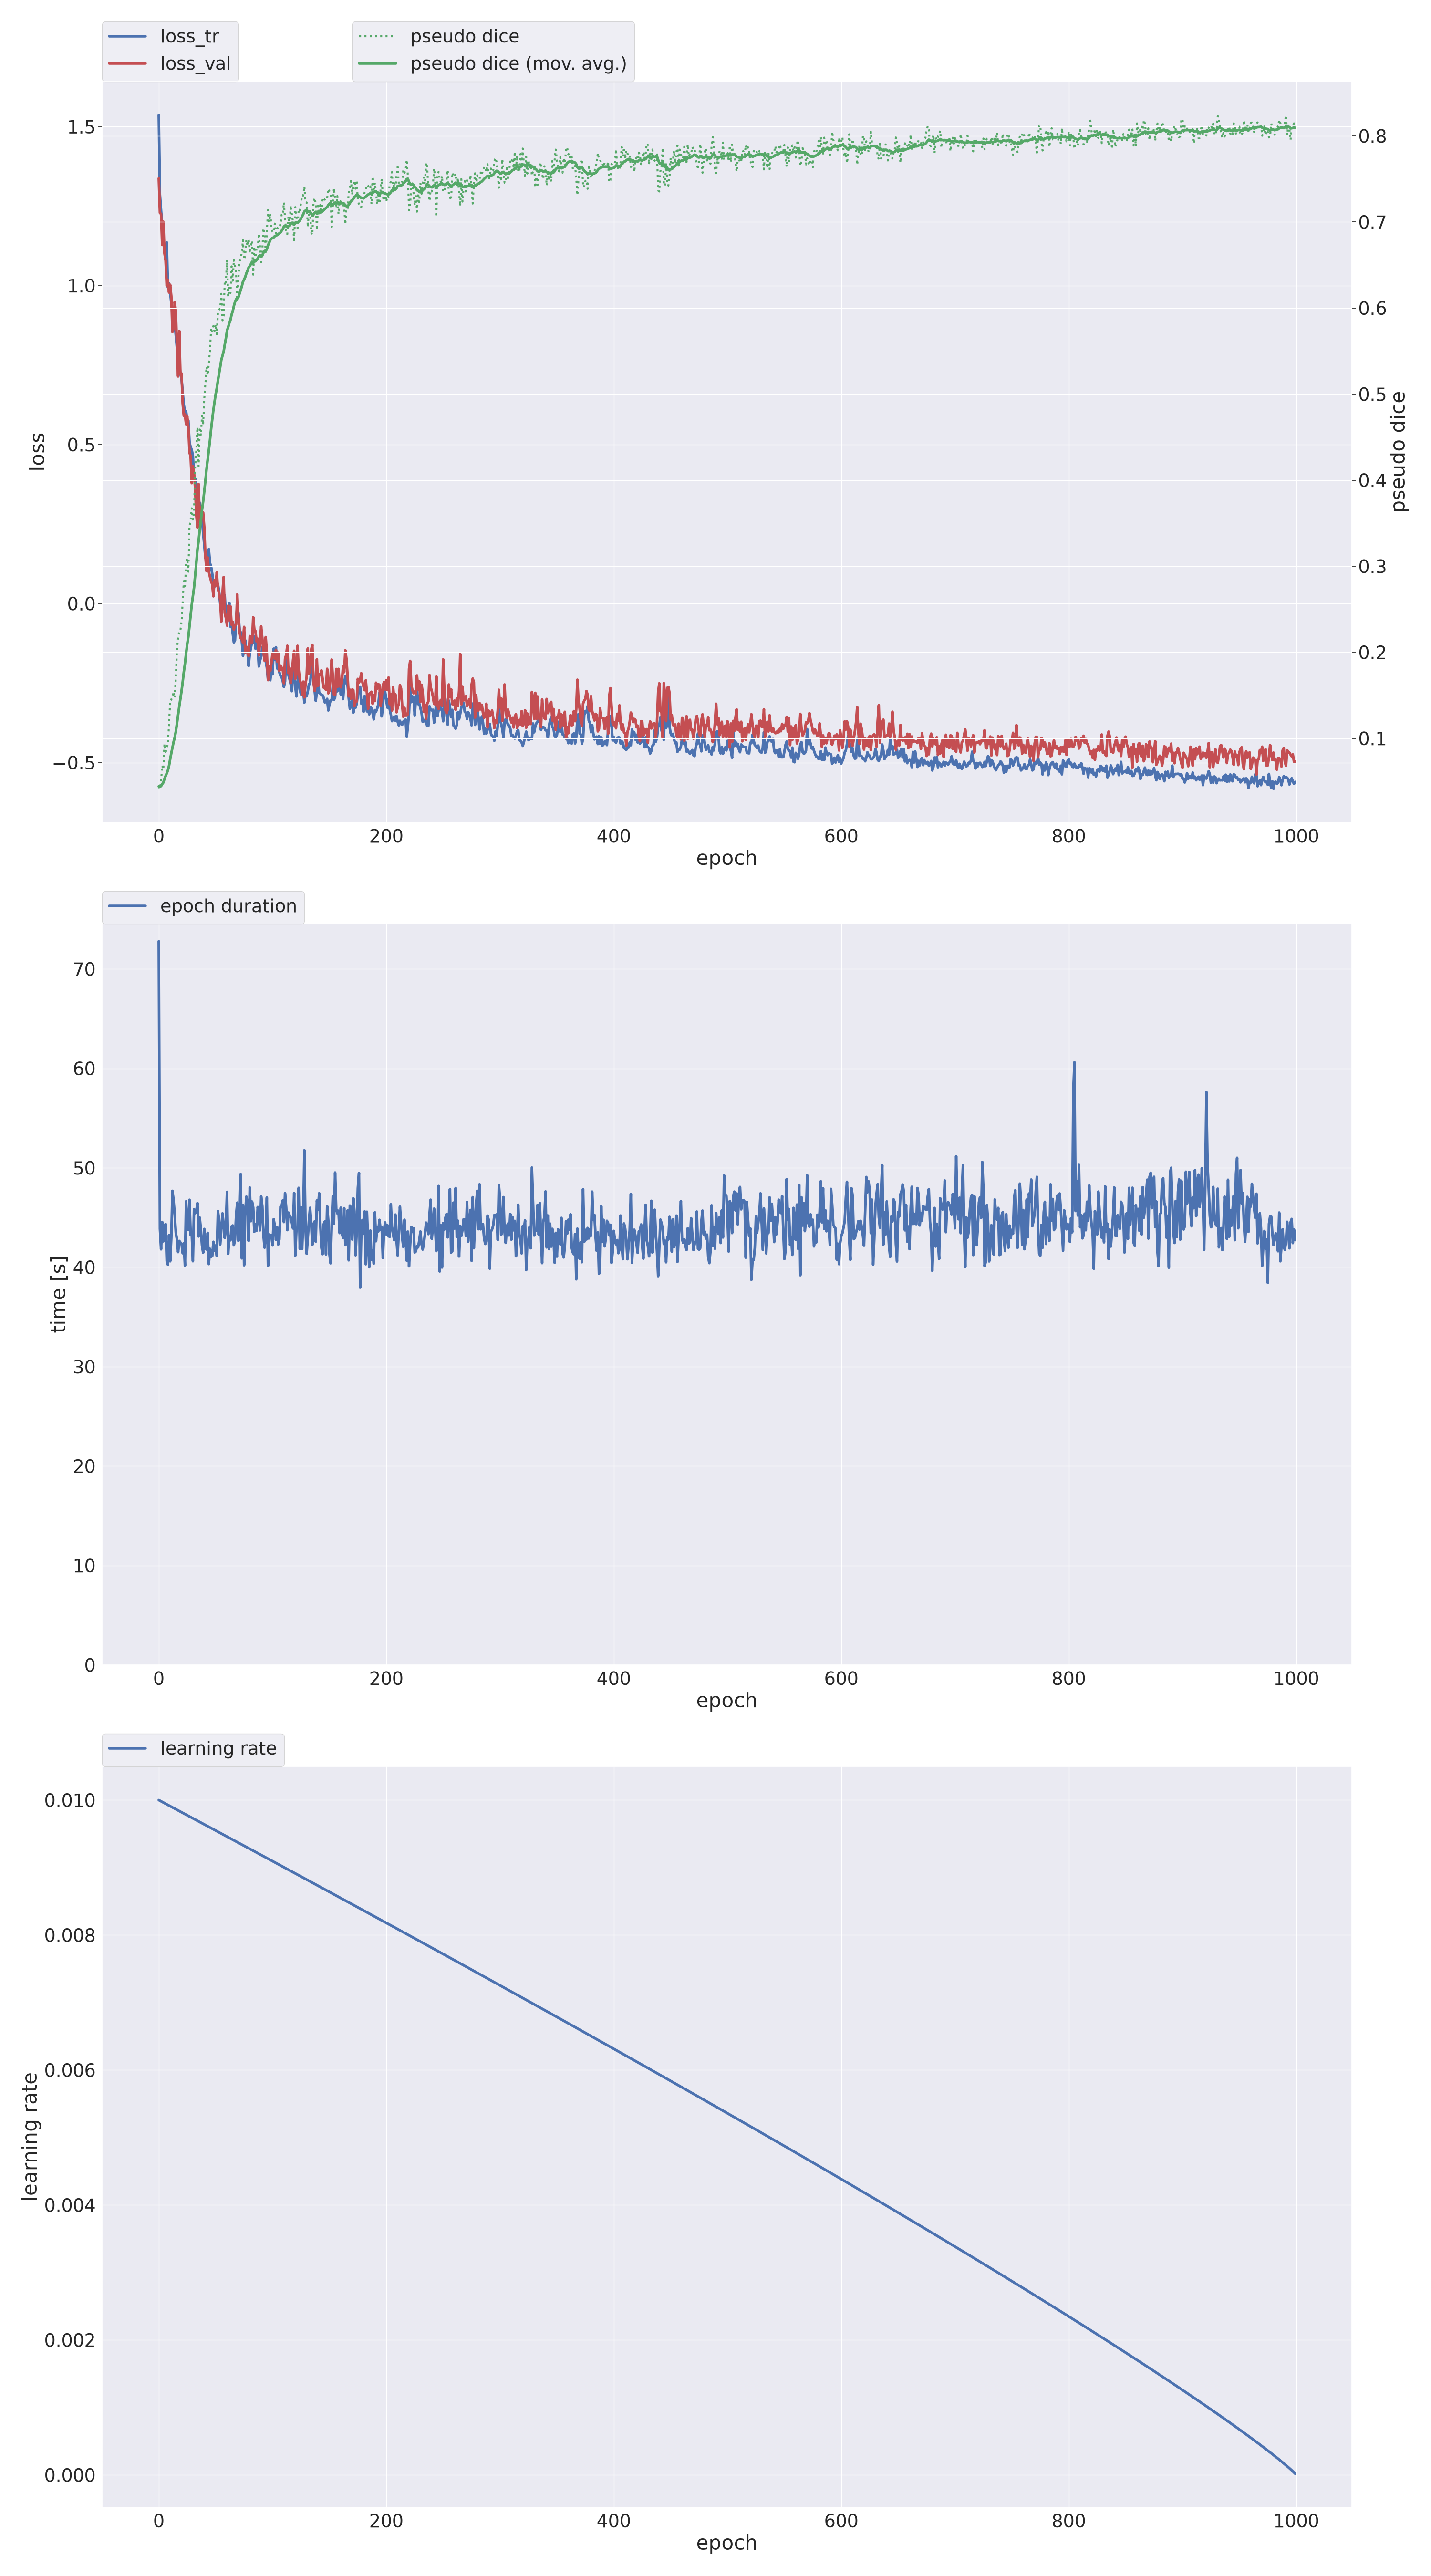 loss_tr
loss_val
pseudo dice
pseudo dice (mov. avg.)
1.5
1.0
0.5
0.0
−0.5
loss
0.8
0.7
0.6
0.5
0.4
0.3
0.2
0.1
pseudo dice
0 200 400 600 800 1000
epoch
epoch duration
70
60
50
40
30
20
10
0
time [s]
0 200 400 600 800 1000
epoch
learning rate
0.010
0.008
0.006
0.004
0.002
0.000
learning rate
0 200 400 600 800 1000
epoch